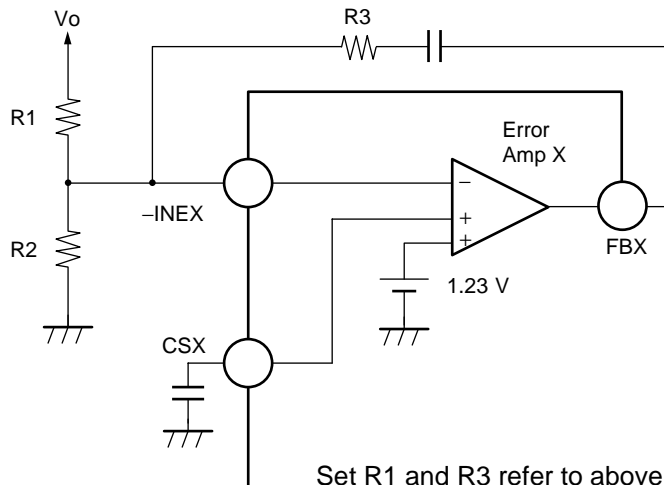 Vo
R3
R1
Error
Amp X
−INEX
−
+
+
R2
FBX
1.23 V
CSX
Set R1 and R3 refer to above